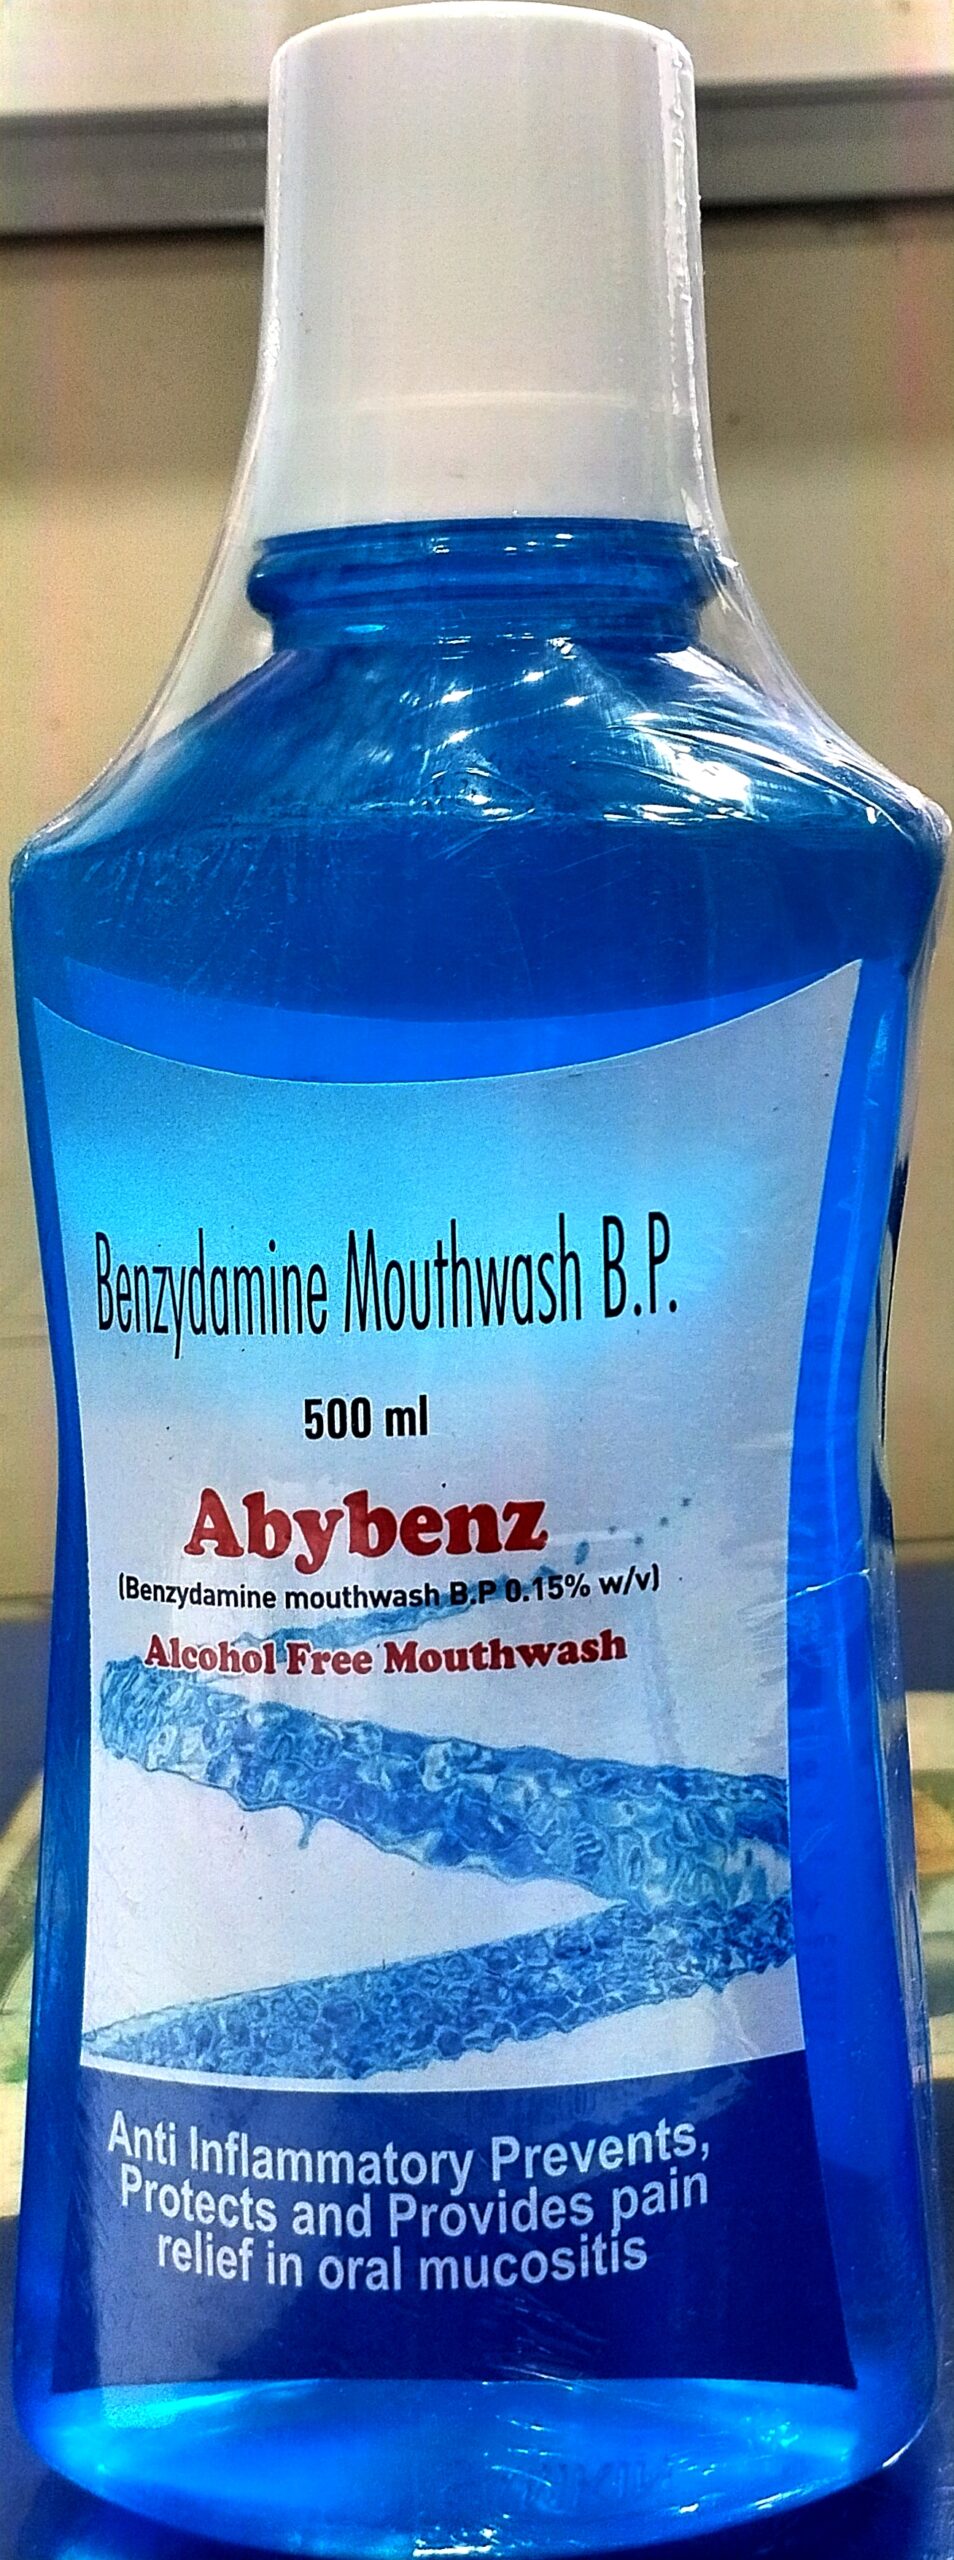 Benzydamine Mouthwash B.P.
500 ml
Abybenz
(Benzydamine mouthwash B.P 0.15% w/v)
Alcohol Free Mouthwash
Anti Inflammatory Prevents,
Protects and Provides pain
relief in oral mucositis